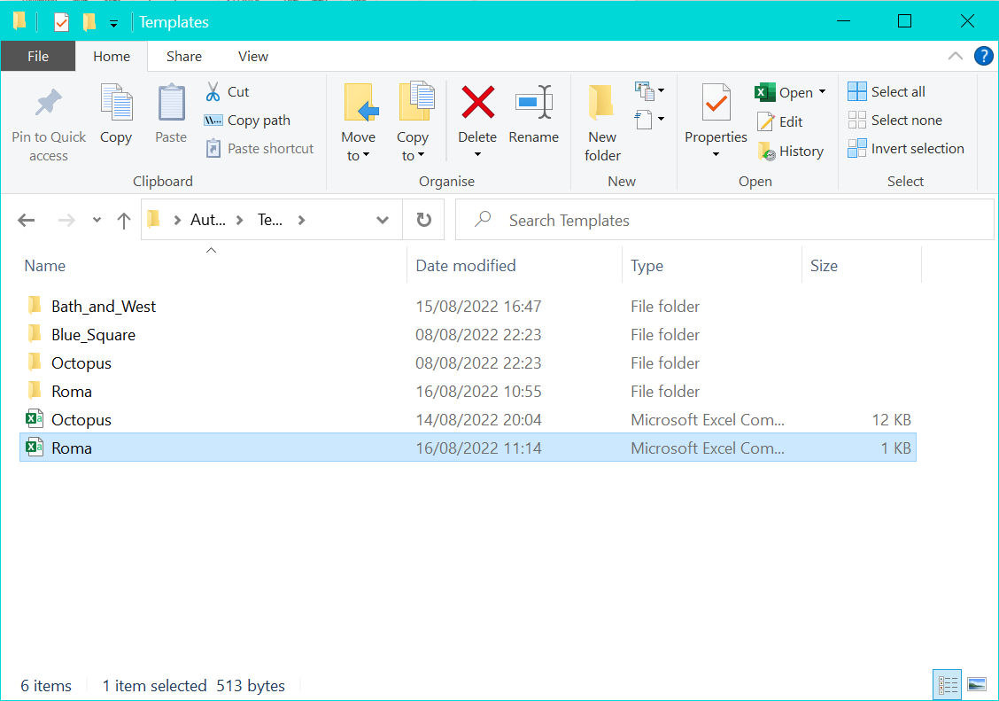 Templates
File Home Share View
Pin to Quick access
Copy
Paste
Cut
Copy path
Paste shortcut
Clipboard
Move to
Copy to
Delete
Rename
Organise
New folder
New
Properties
Open
Edit
History
Open
Select all
Select none
Invert selection
Select
Aut... Te...
Search Templates
Name Date modified Type Size
Bath_and_West 15/08/2022 16:47 File folder
Blue_Square 08/08/2022 22:23 File folder
Octopus 08/08/2022 22:23 File folder
Roma 16/08/2022 10:55 File folder
Octopus 14/08/2022 20:04 Microsoft Excel Com... 12 KB
Roma 16/08/2022 11:14 Microsoft Excel Com... 1 KB
6 items 1 item selected 513 bytes